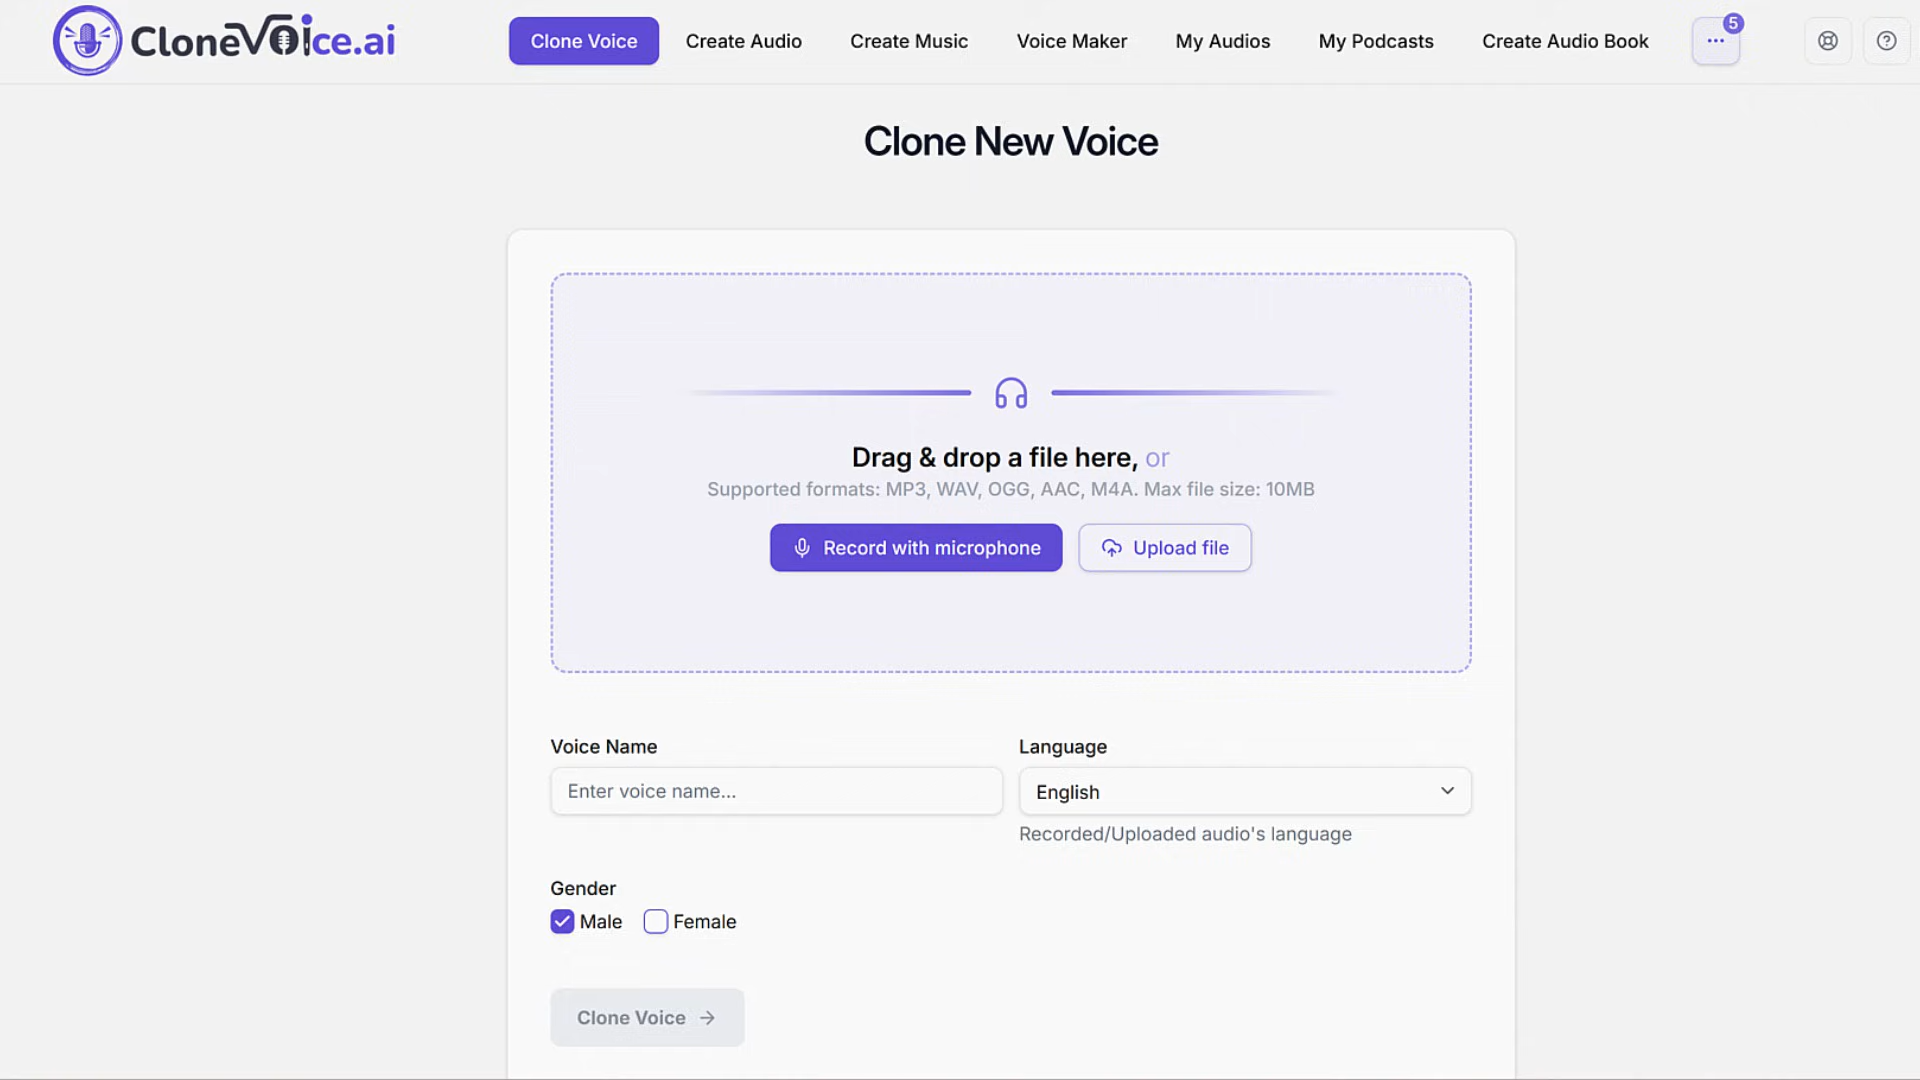 CloneVoice.ai
Clone Voice
Create Audio
Create Music
Voice Maker
My Audios
My Podcasts
Create Audio Book
5
Clone New Voice
Drag & drop a file here, or
Supported formats: MP3, WAV, OGG, AAC, M4A. Max file size: 10MB
Record with microphone
Upload file
Voice Name
Language
Enter voice name...
English
Recorded/Uploaded audio's language
Gender
Male
Female
Clone Voice